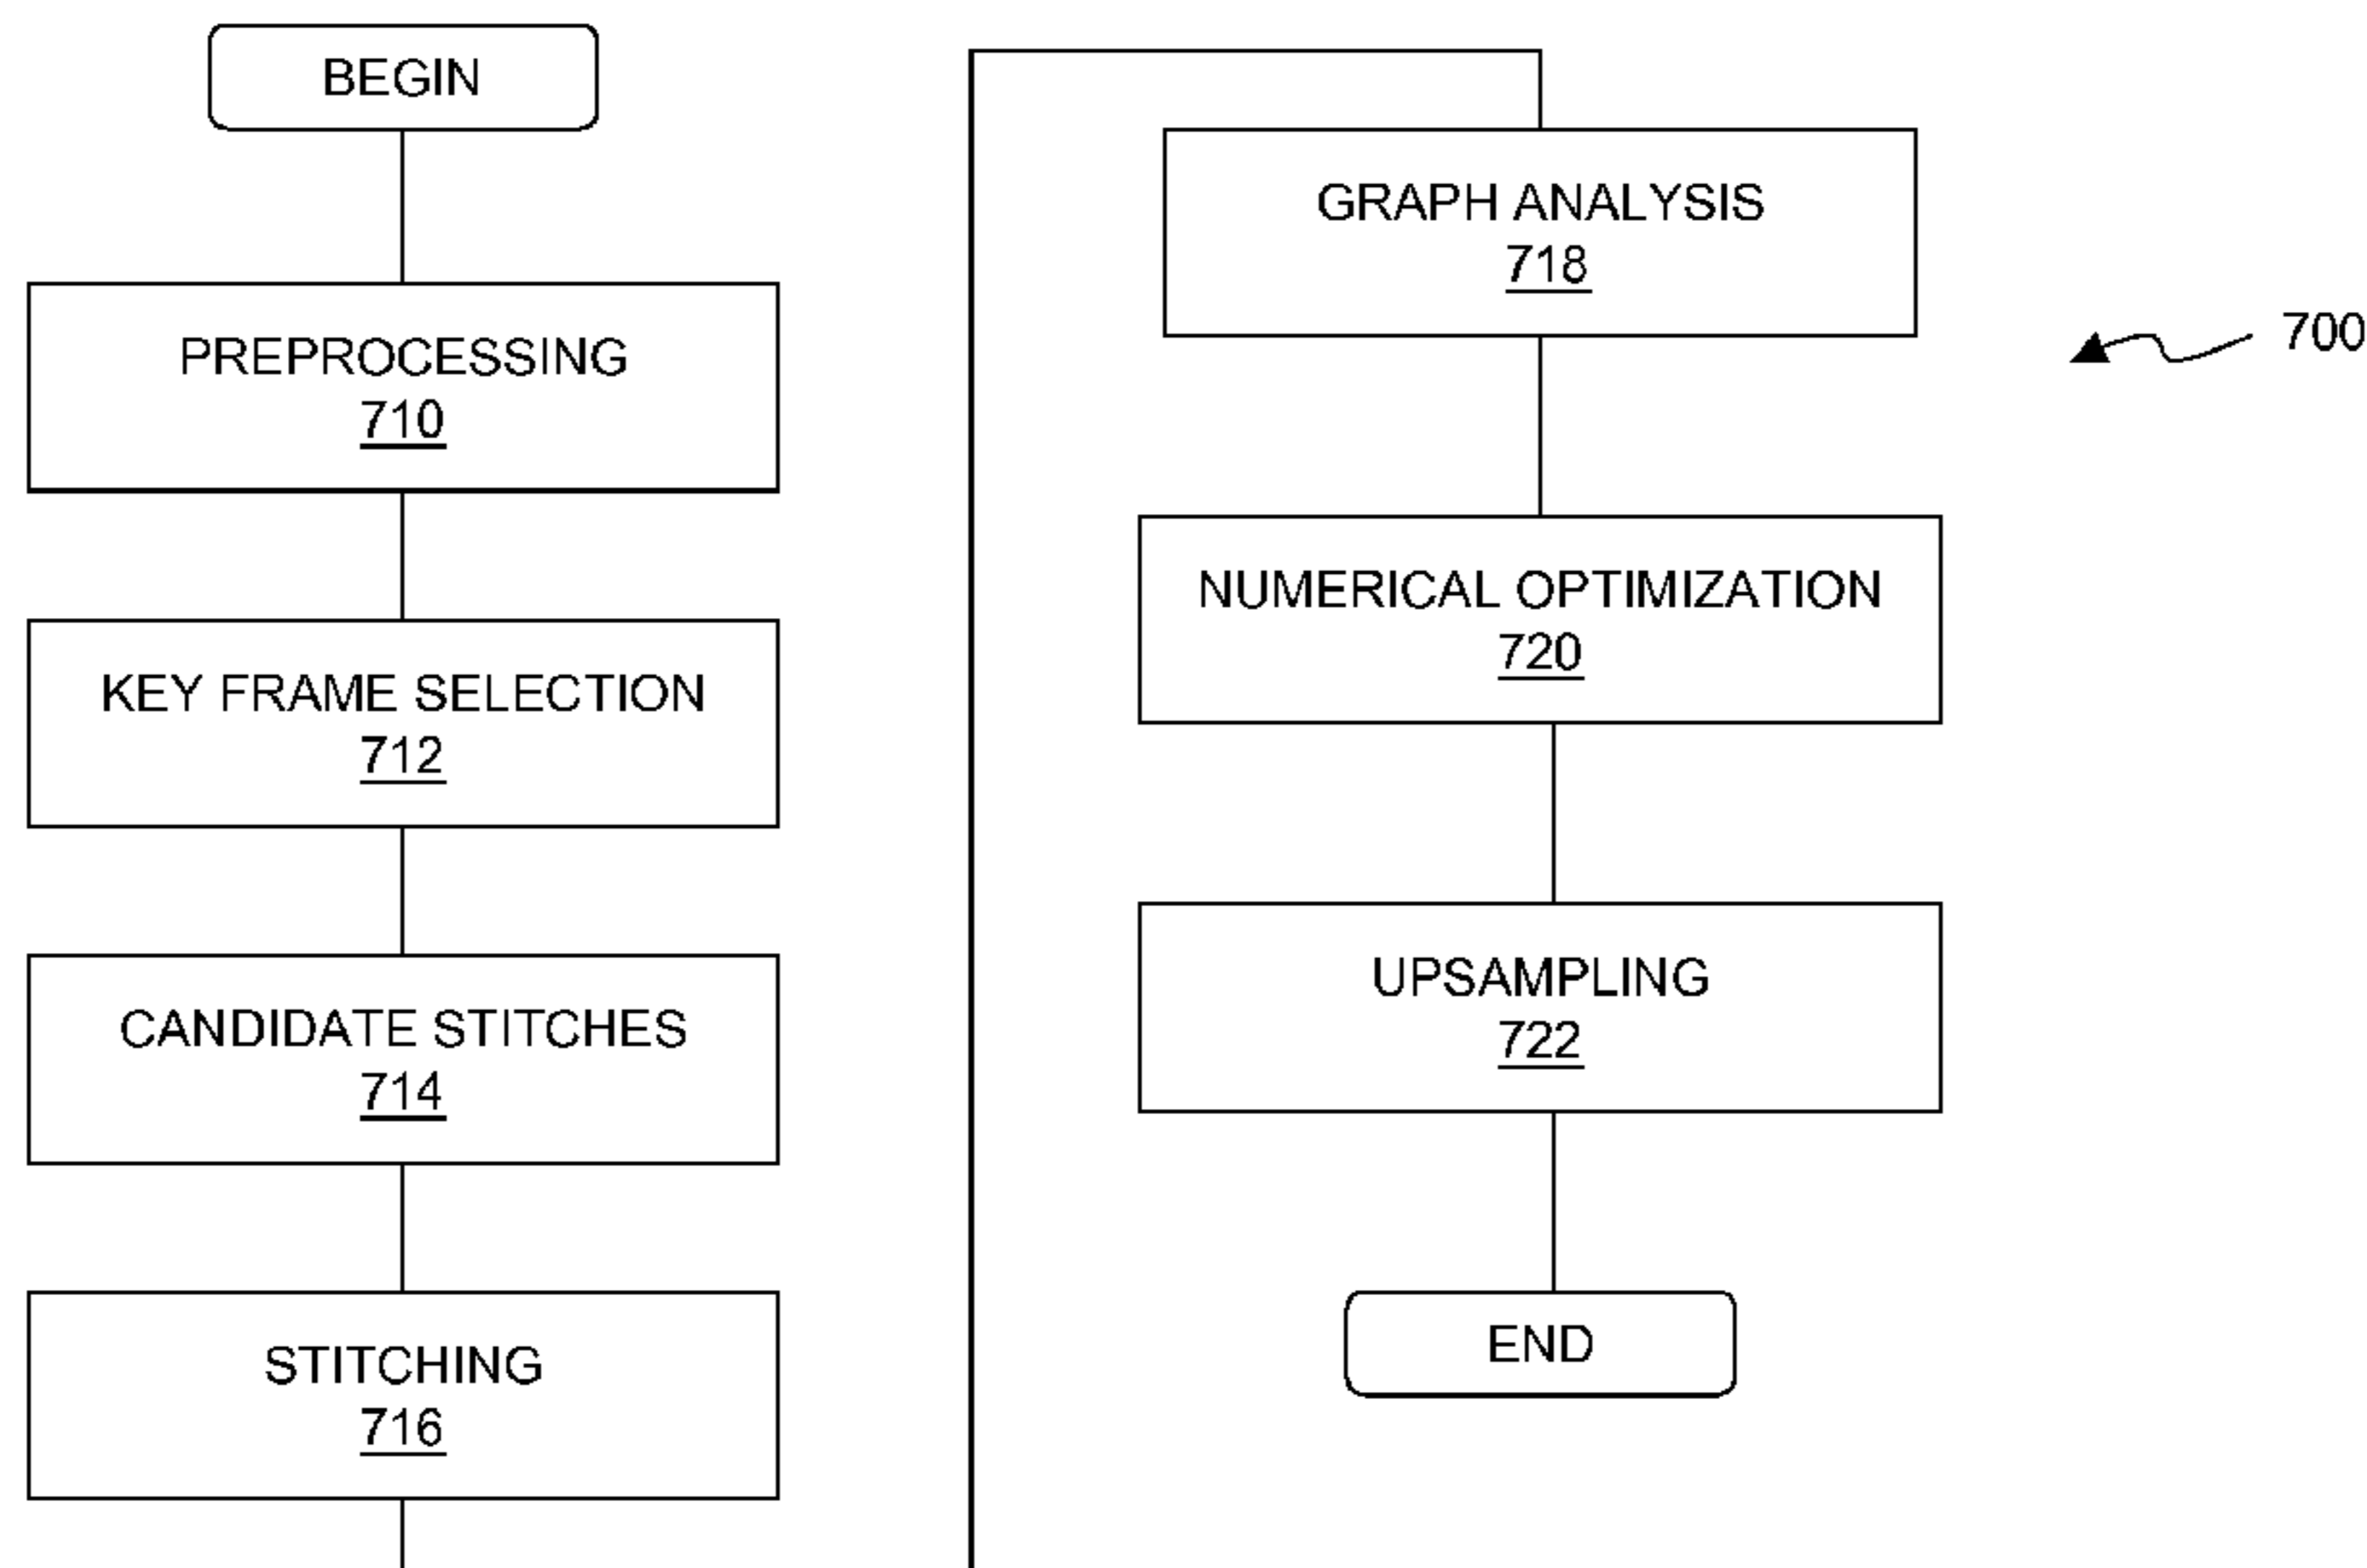 BEGIN
PREPROCESSING
710
KEY FRAME SELECTION
712
CANDIDATE STITCHES
714
STITCHING
716
GRAPH ANALYSIS
718
NUMERICAL OPTIMIZATION
720
UPSAMPLING
722
END
700